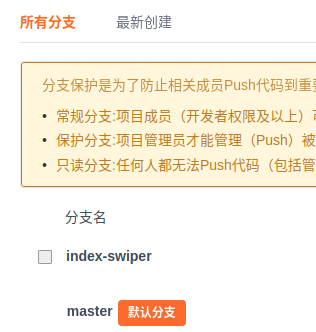 所有分支 最新创建
分支保护是为了防止相关成员Push代码到重
• 常规分支:项目成员（开发者权限及以上）
• 保护分支:项目管理员才能管理（Push）被
• 只读分支:任何人都无法Push代码（包括管
分支名
index-swiper
master 默认分支